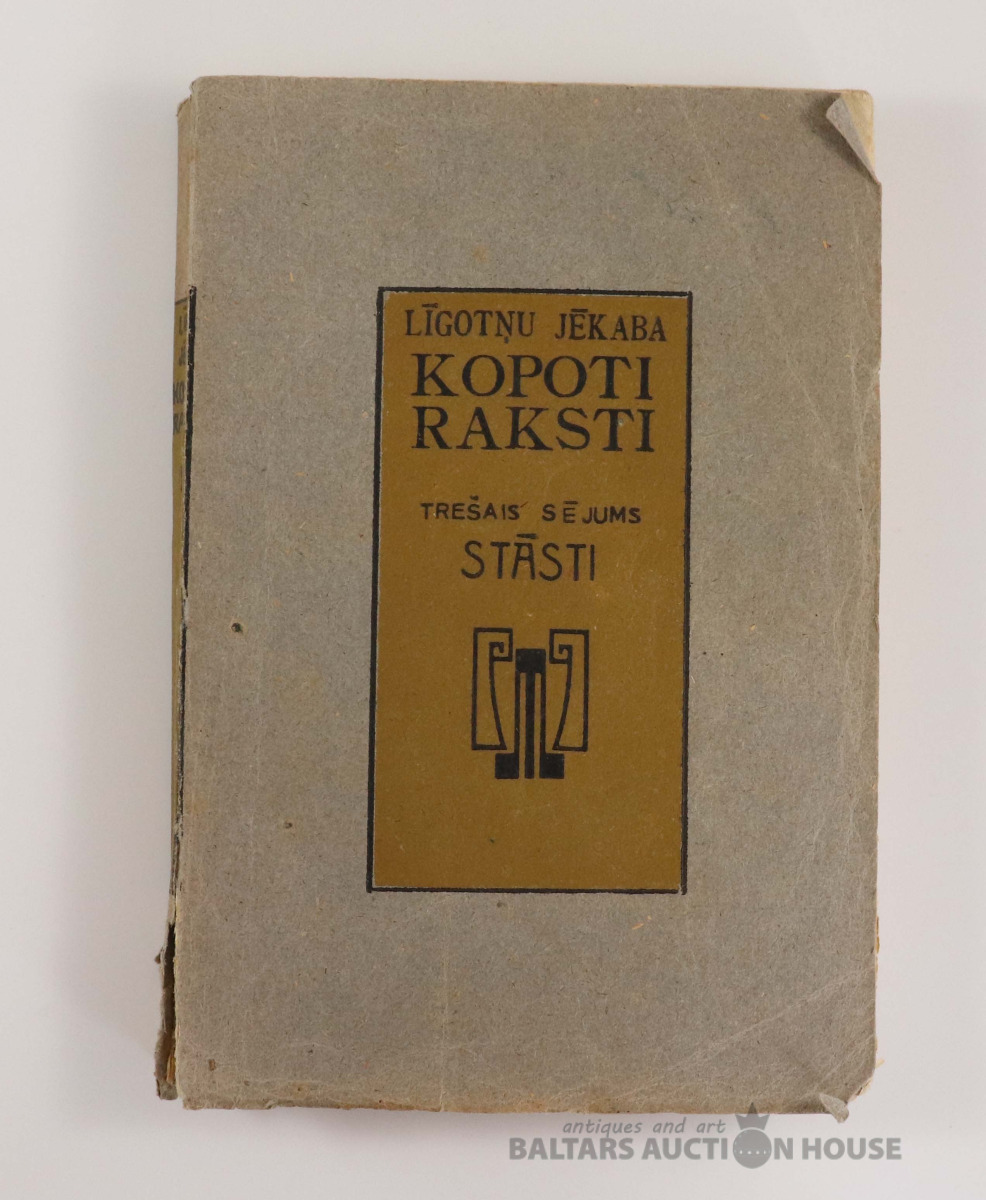 LĪGOTŅU JĒKABA
KOPOTI
RAKSTI
TREŠAIS SĒJUMS
STĀSTI
antiques and art
BALTARS AUCTION HOUSE